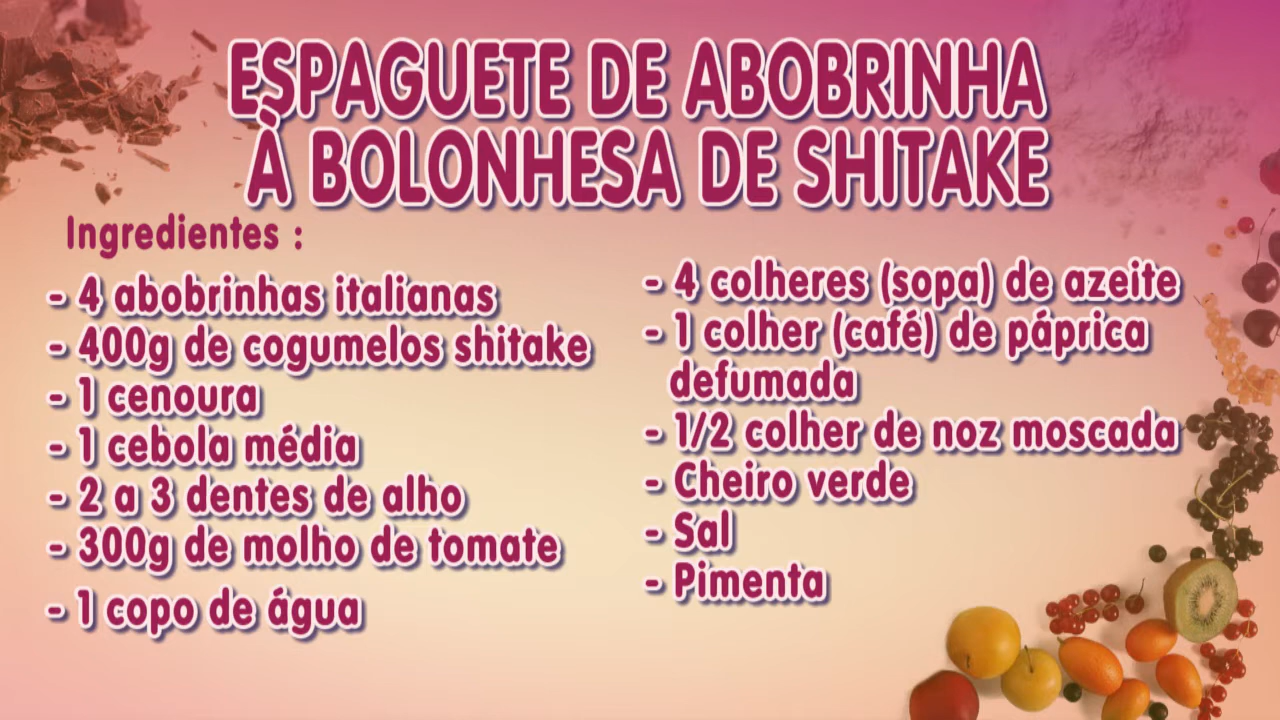 ESPAGUETE DE ABOBRINHA
À BOLONHESA DE SHITAKE
Ingredientes :
- 4 abobrinhas italianas
- 400g de cogumelos shitake
- 1 cenoura
- 1 cebola média
- 2 a 3 dentes de alho
- 300g de molho de tomate
- 1 copo de água
- 4 colheres (sopa) de azeite
- 1 colher (café) de páprica
defumada
- 1/2 colher de noz moscada
- Cheiro verde
- Sal
- Pimenta